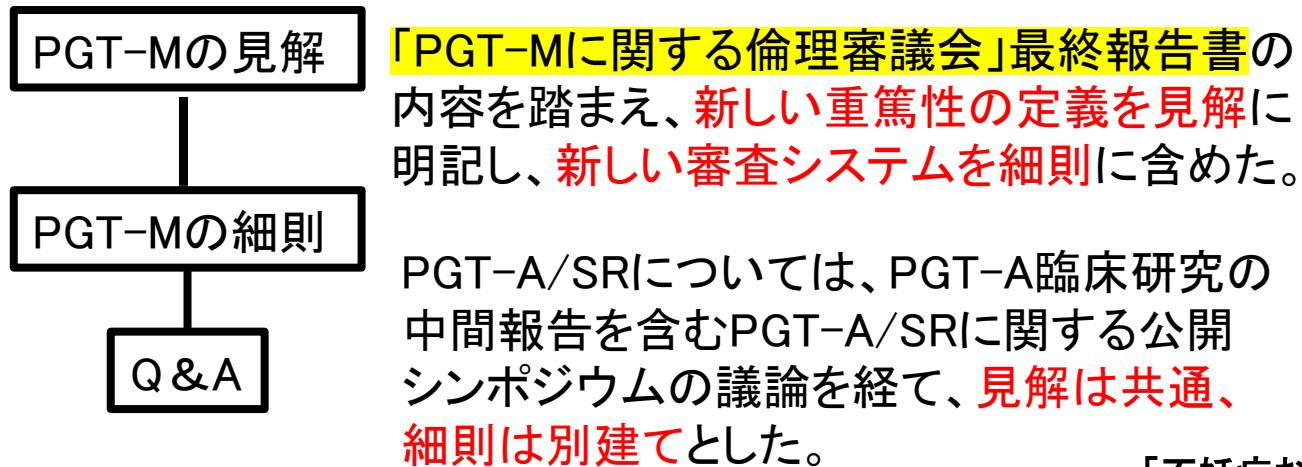 PGT-Mの見解
「PGT-Mに関する倫理審議会」最終報告書の
内容を踏まえ、新しい重篤性の定義を見解に
明記し、新しい審査システムを細則に含めた。
PGT-Mの細則
PGT-A/SRについては、PGT-A臨床研究の
中間報告を含むPGT-A/SRに関する公開
シンポジウムの議論を経て、見解は共通、
細則は別建てとした。
Q&A